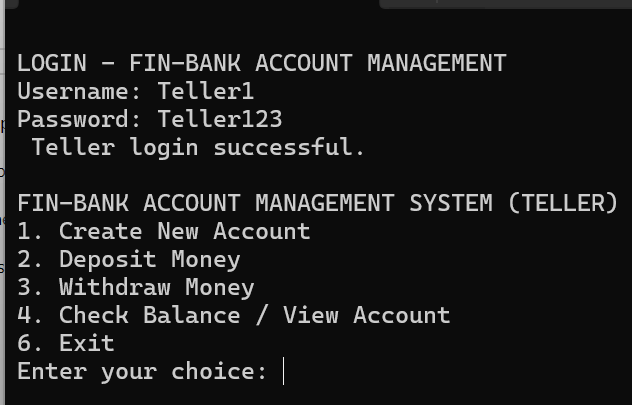 LOGIN - FIN-BANK ACCOUNT MANAGEMENT
Username: Teller1
Password: Teller123
Teller login successful.
FIN-BANK ACCOUNT MANAGEMENT SYSTEM (TELLER)
1. Create New Account
2. Deposit Money
3. Withdraw Money
4. Check Balance / View Account
6. Exit
Enter your choice: